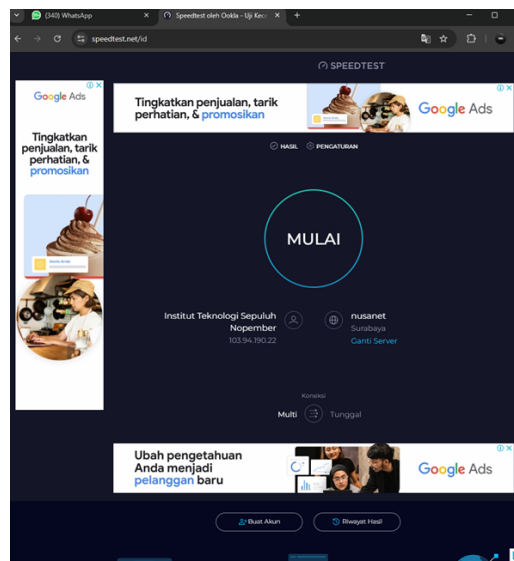 (340) WhatsApp
Speedtest oleh Ookla - Uji Kece
speedtest.net/id
SPEEDTEST
Google Ads
Tingkatkan penjualan, tarik perhatian, & promosikan
Tingkatkan penjualan, tarik
perhatian, & promosikan
Google Ads
HASIL
PENGATURAN
MULAI
Institut Teknologi Sepuluh
Nopember
103.94.190.22
nusanet
Surabaya
Ganti Server
Koneksi
Multi
Tunggal
Ubah pengetahuan
Anda menjadi
pelanggan baru
Google Ads
Buat Akun
Riwayat Hasil